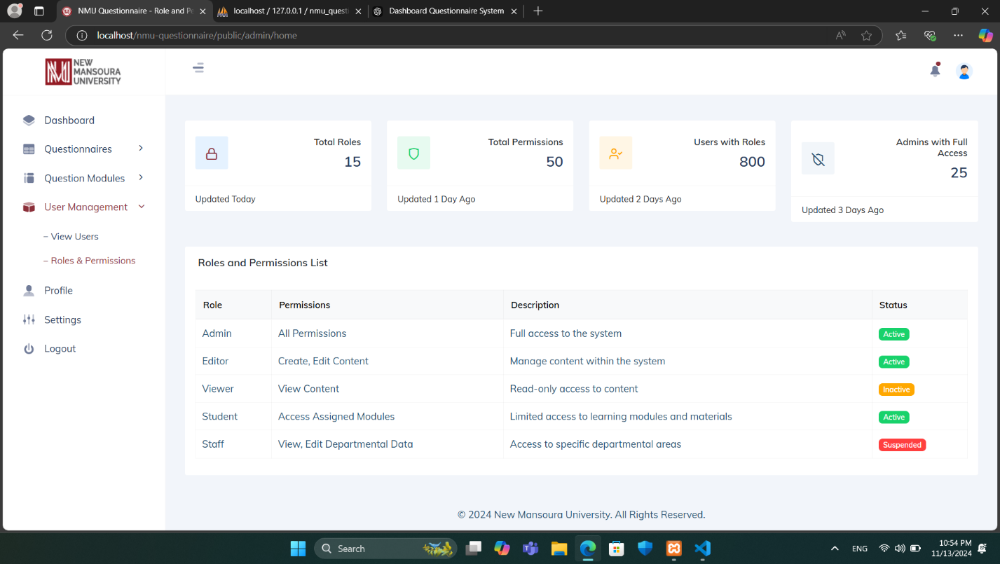 NMU Questionnaire - Role and Pe
localhost / 127.0.0.1 / nmu_questi
Dashboard Questionnaire System
localhost/nmu-questionnaire/public/admin/home
NEW
MANSOURA
UNIVERSITY
Dashboard
Questionnaires
Question Modules
User Management
– View Users
– Roles & Permissions
Profile
Settings
Logout
Total Roles
15
Updated Today
Total Permissions
50
Updated 1 Day Ago
Users with Roles
800
Updated 2 Days Ago
Admins with Full
Access
25
Updated 3 Days Ago
Roles and Permissions List
Role Permissions Description Status
Admin All Permissions Full access to the system Active
Editor Create, Edit Content Manage content within the system Active
Viewer View Content Read-only access to content Inactive
Student Access Assigned Modules Limited access to learning modules and materials Active
Staff View, Edit Departmental Data Access to specific departmental areas Suspended
© 2024 New Mansoura University. All Rights Reserved.
Search
ENG
10:54 PM
11/13/2024